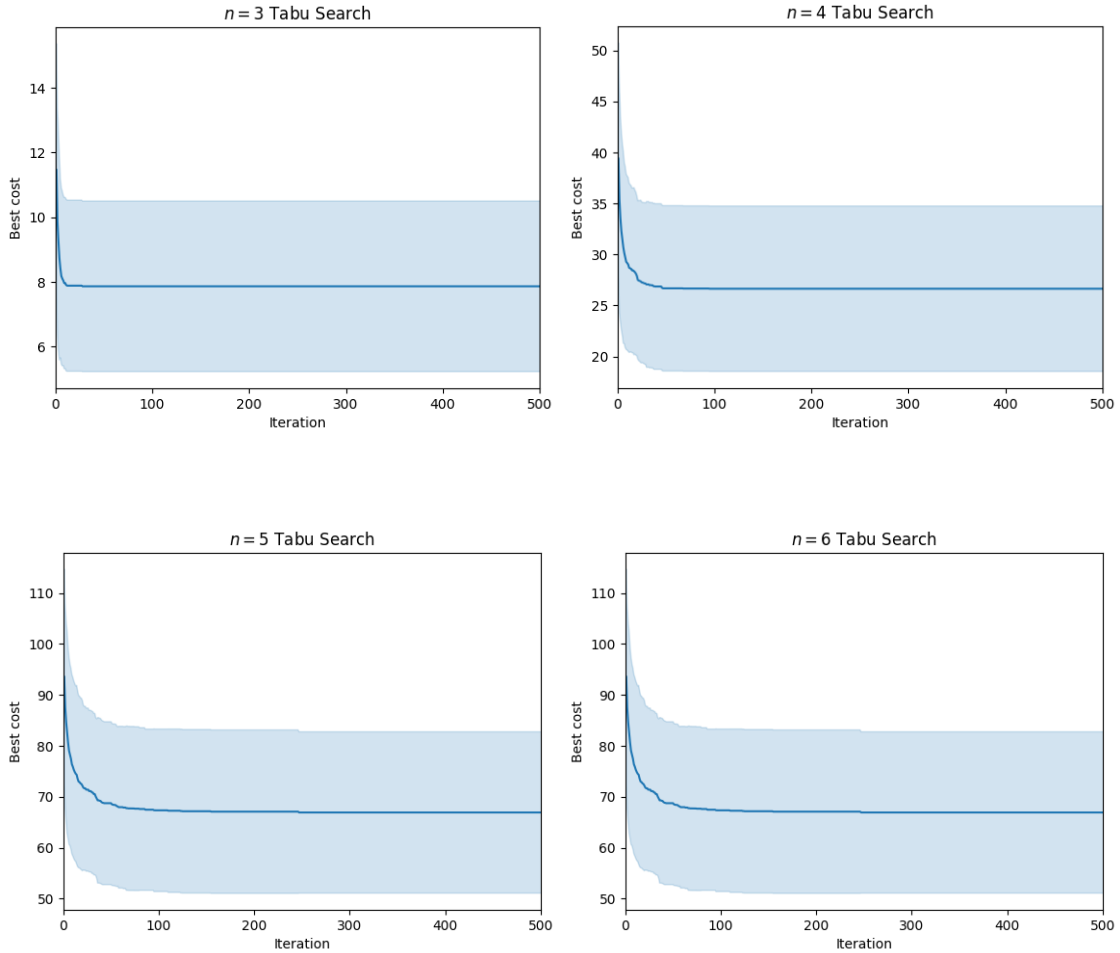 n = 3 Tabu Search
14
12
10
8
6
Best cost
0 100 200 300 400 500
Iteration
n = 4 Tabu Search
50
45
40
35
30
25
20
Best cost
0 100 200 300 400 500
Iteration
n = 5 Tabu Search
110
100
90
80
70
60
50
Best cost
0 100 200 300 400 500
Iteration
n = 6 Tabu Search
110
100
90
80
70
60
50
Best cost
0 100 200 300 400 500
Iteration